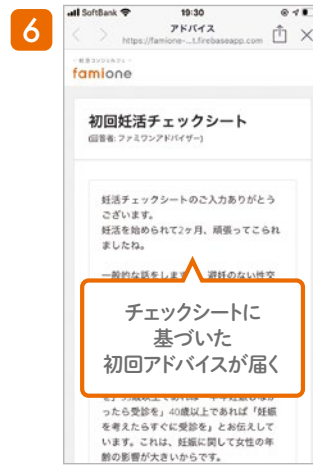 6
SoftBank 19:30
アドバイス
https://famione-...t.firebaseapp.com
famione
初回妊活チェックシート
(回答者: ファミワンアドバイザー)
妊活チェックシートのご入力ありがとう
ございます。
妊活を始められて2ヶ月、頑張ってこられ
ましたね。
一般的な話をします 避妊のない性交
チェックシートに
基づいた
初回アドバイスが届く
ったら受診を」40歳以上であれば「妊娠
を考えたらすぐに受診を」とお伝えして
います。これは、妊娠に関して女性の年
齢の影響が大きいからです。